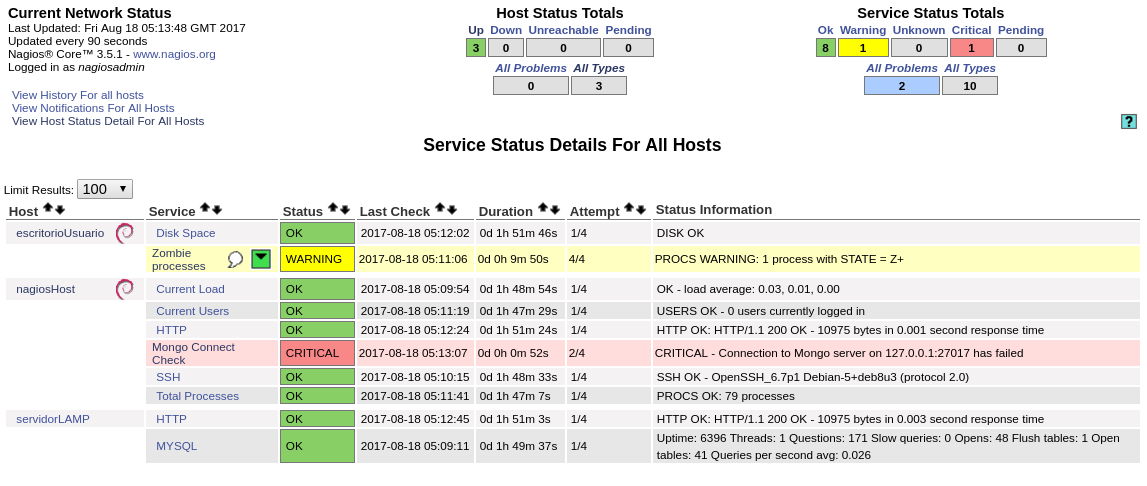 Current Network Status
Last Updated: Fri Aug 18 05:13:48 GMT 2017
Updated every 90 seconds
Nagios® Core™ 3.5.1 - www.nagios.org
Logged in as nagiosadmin
View History For all hosts
View Notifications For All Hosts
View Host Status Detail For All Hosts
Host Status Totals
Up Down Unreachable Pending
3 0 0 0
All Problems All Types
0 3
Service Status Totals
Ok Warning Unknown Critical Pending
8 1 0 1 0
All Problems All Types
2 10
?
Service Status Details For All Hosts
Limit Results: 100
Host Service Status Last Check Duration Attempt Status Information
escritorioUsuario Disk Space OK 2017-08-18 05:12:02 0d 1h 51m 46s 1/4 DISK OK
Zombie processes WARNING 2017-08-18 05:11:06 0d 0h 9m 50s 4/4 PROCS WARNING: 1 process with STATE = Z+
nagiosHost Current Load OK 2017-08-18 05:09:54 0d 1h 48m 54s 1/4 OK - load average: 0.03, 0.01, 0.00
Current Users OK 2017-08-18 05:11:19 0d 1h 47m 29s 1/4 USERS OK - 0 users currently logged in
HTTP OK 2017-08-18 05:12:24 0d 1h 51m 24s 1/4 HTTP OK: HTTP/1.1 200 OK - 10975 bytes in 0.001 second response time
Mongo Connect Check CRITICAL 2017-08-18 05:13:07 0d 0h 0m 52s 2/4 CRITICAL - Connection to Mongo server on 127.0.0.1:27017 has failed
SSH OK 2017-08-18 05:10:15 0d 1h 48m 33s 1/4 SSH OK - OpenSSH_6.7p1 Debian-5+deb8u3 (protocol 2.0)
Total Processes OK 2017-08-18 05:11:41 0d 1h 47m 7s 1/4 PROCS OK: 79 processes
servidorLAMP HTTP OK 2017-08-18 05:12:45 0d 1h 51m 3s 1/4 HTTP OK: HTTP/1.1 200 OK - 10975 bytes in 0.003 second response time
MYSQL OK 2017-08-18 05:09:11 0d 1h 49m 37s 1/4 Uptime: 6396 Threads: 1 Questions: 171 Slow queries: 0 Opens: 48 Flush tables: 1 Open
tables: 41 Queries per second avg: 0.026